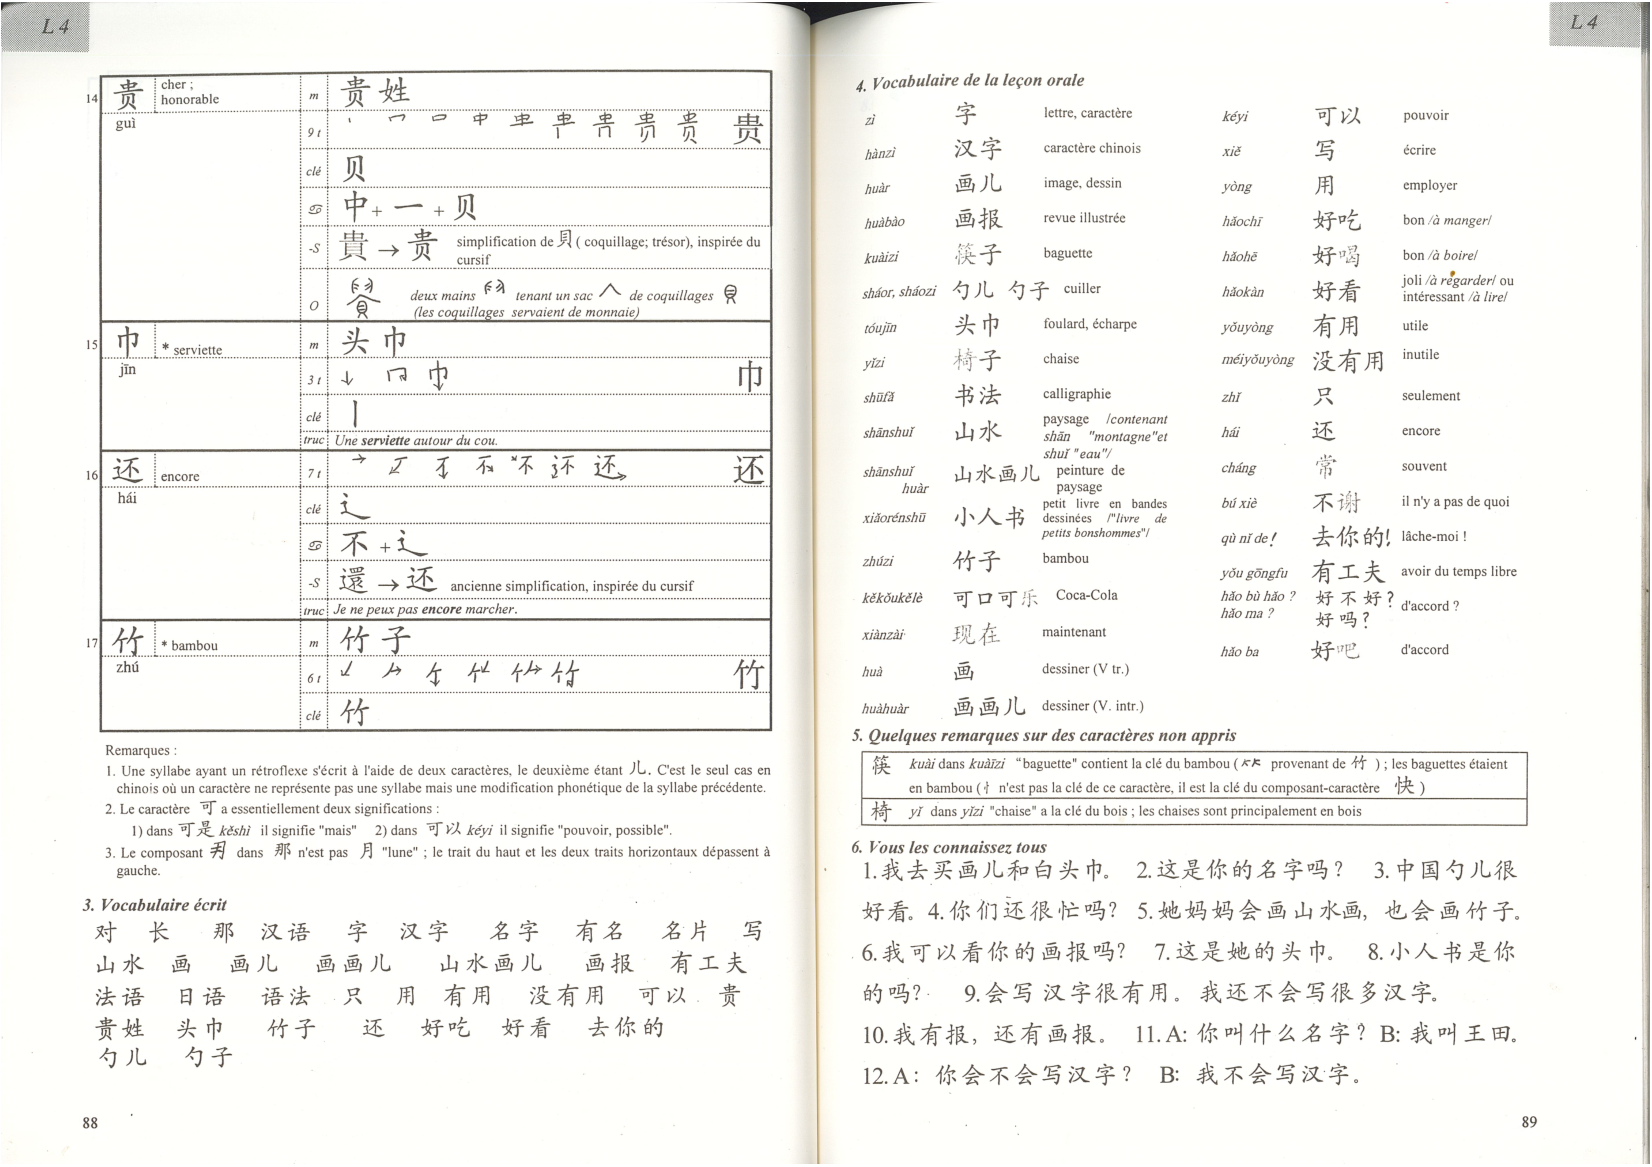 L 4
14 贵 cher ; honorable m 贵 姓
guì 9 t 贵
clé 贝
中 + 一 + 贝
-S 貴 → 贵 simplification de 貝 ( coquillage; trésor), inspirée du
cursif
O deux mains tenant un sac de coquillages
(les coquillages servaient de monnaie)
15 巾 * serviette m 头 巾
jīn 3 t 巾
clé 丨
truc Une serviette autour du cou.
16 还 encore 7 t 还
hái clé 辶
不 + 辶
-S 還 → 还 ancienne simplification, inspirée du cursif
truc Je ne peux pas encore marcher.
17 竹 * bambou m 竹 子
zhú 6 t 竹
clé 竹
Remarques :
1. Une syllabe ayant un rétroflexe s'écrit à l'aide de deux caractères, le deuxième étant 儿. C'est le seul cas en
chinois où un caractère ne représente pas une syllabe mais une modification phonétique de la syllabe précédente.
2. Le caractère 可 a essentiellement deux significations :
1) dans 可是 kěshì il signifie "mais" 2) dans 可以 kéyi il signifie "pouvoir, possible".
3. Le composant dans 那 n'est pas 月 "lune" ; le trait du haut et les deux traits horizontaux dépassent à
gauche.
3. Vocabulaire écrit
对 长 那 汉语 字 汉字 名字 有名 名片 写
山水 画 画儿 画画儿 山水画儿 画报 有工夫
法语 日语 语法 只 用 有用 没有用 可以 贵
贵姓 头巾 竹子 还 好吃 好看 去你的
勺儿 勺子
88
L 4
4. Vocabulaire de la leçon orale
zì 字 lettre, caractère
hànzì 汉字 caractère chinois
huàr 画儿 image, dessin
huàbào 画报 revue illustrée
kuàizi 筷子 baguette
sháor, sháozi 勺儿 勺子 cuiller
tóujīn 头巾 foulard, écharpe
yǐzi 椅子 chaise
shūfǎ 书法 calligraphie
shānshuǐ 山水 paysage /contenant
shān "montagne"et
shuǐ "eau"/
shānshuǐ huàr 山水画儿 peinture de
paysage
xiǎorénshū 小人书 petit livre en bandes
dessinées /"livre de
petits bonshommes"/
zhúzi 竹子 bambou
kěkǒukělè 可口可乐 Coca-Cola
xiànzài 现在 maintenant
huà 画 dessiner (V tr.)
huàhuàr 画画儿 dessiner (V. intr.)
kéyi 可以 pouvoir
xiě 写 écrire
yòng 用 employer
hǎochī 好吃 bon /à manger/
hǎohē 好喝 bon /à boire/
hǎokàn 好看 joli /à regarder/ ou
intéressant /à lire/
yǒuyòng 有用 utile
méiyǒuyòng 没有用 inutile
zhǐ 只 seulement
hái 还 encore
cháng 常 souvent
bú xiè 不谢 il n'y a pas de quoi
qù nǐ de ! 去你的! lâche-moi !
yǒu gōngfu 有工夫 avoir du temps libre
hǎo bù hǎo ? 好不好?
hǎo ma ? 好吗? d'accord ?
hǎo ba 好吧 d'accord
5. Quelques remarques sur des caractères non appris
筷 kuài dans kuàizi "baguette" contient la clé du bambou ( provenant de 竹 ) ; les baguettes étaient
en bambou (忄 n'est pas la clé de ce caractère, il est la clé du composant-caractère 快 )
椅 yǐ dans yǐzi "chaise" a la clé du bois ; les chaises sont principalement en bois
6. Vous les connaissez tous
1.我去买画儿和白头巾。 2.这是你的名字吗? 3.中国勺儿很
好看。4.你们还很忙吗? 5.她妈妈会画山水画, 也会画竹子。
6.我可以看你的画报吗? 7.这是她的头巾。 8.小人书是你
的吗? 9.会写汉字很有用。我还不会写很多汉字。
10.我有报, 还有画报。 11.A: 你叫什么名字? B: 我叫王田。
12.A: 你会不会写汉字? B: 我不会写汉字。
89